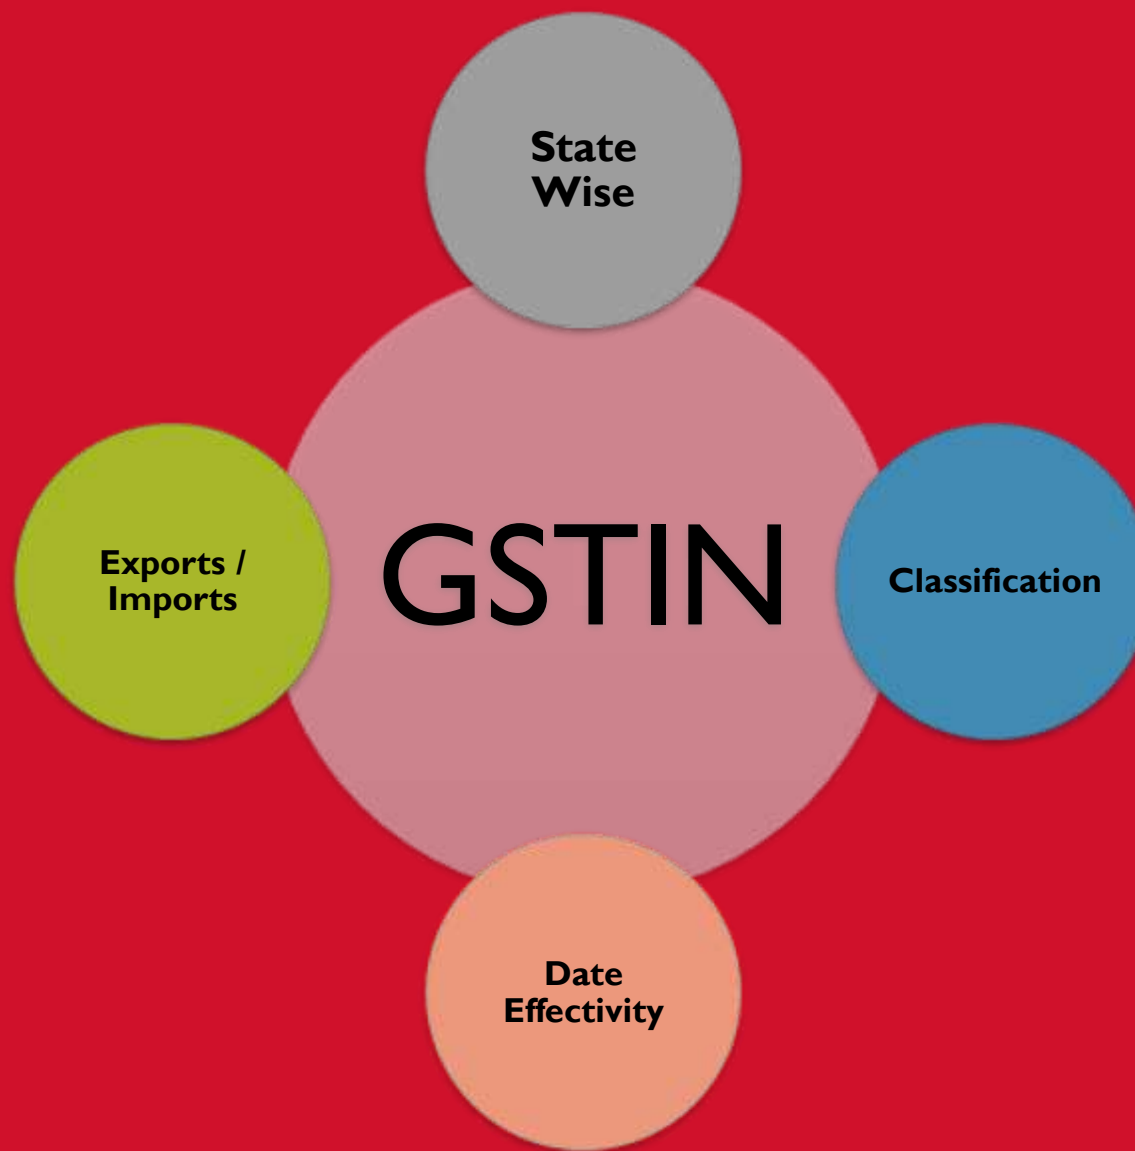 State
Wise
Exports /
Imports
GSTIN
Classification
Date
Effectivity